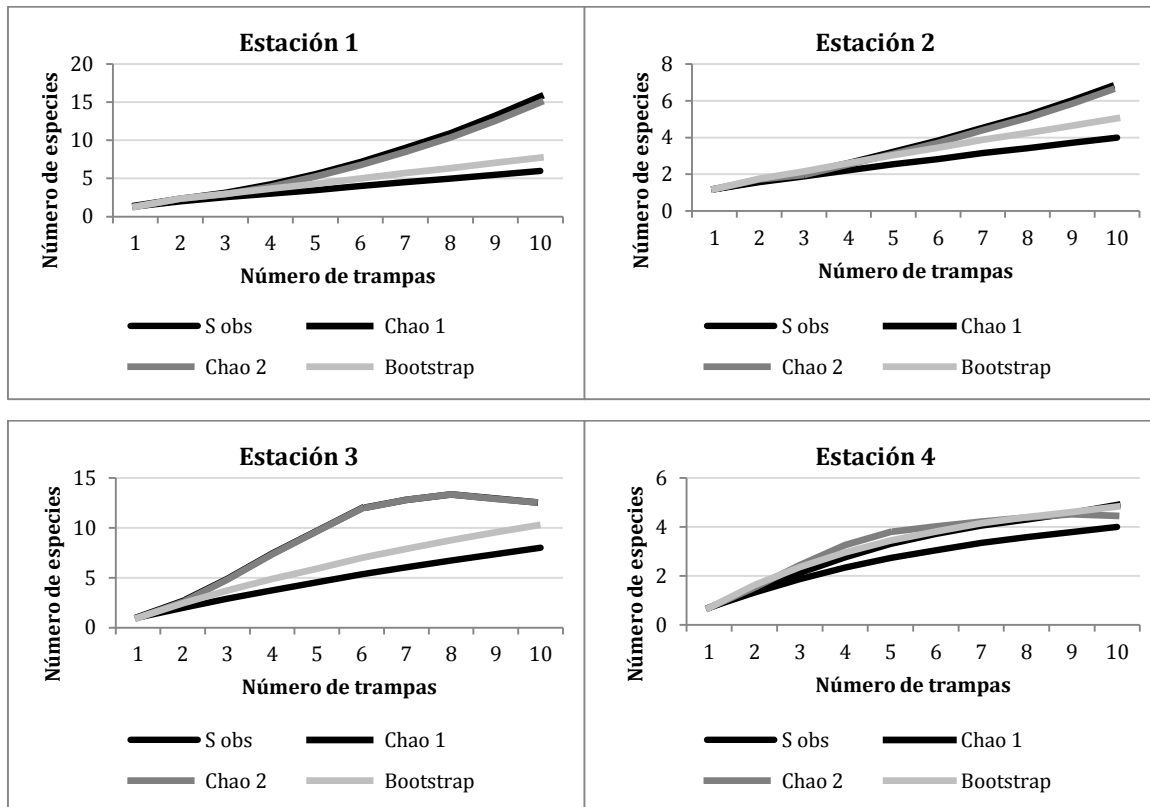 Estación 1
Número de especies
20
15
10
5
0
1 2 3 4 5 6 7 8 9 10
Número de trampas
S obs Chao 1
Chao 2 Bootstrap
Estación 2
Número de especies
8
6
4
2
0
1 2 3 4 5 6 7 8 9 10
Número de trampas
S obs Chao 1
Chao 2 Bootstrap
Estación 3
Número de especies
15
10
5
0
1 2 3 4 5 6 7 8 9 10
Número de trampas
S obs Chao 1
Chao 2 Bootstrap
Estación 4
Número de especies
6
4
2
0
1 2 3 4 5 6 7 8 9 10
Número de trampas
S obs Chao 1
Chao 2 Bootstrap